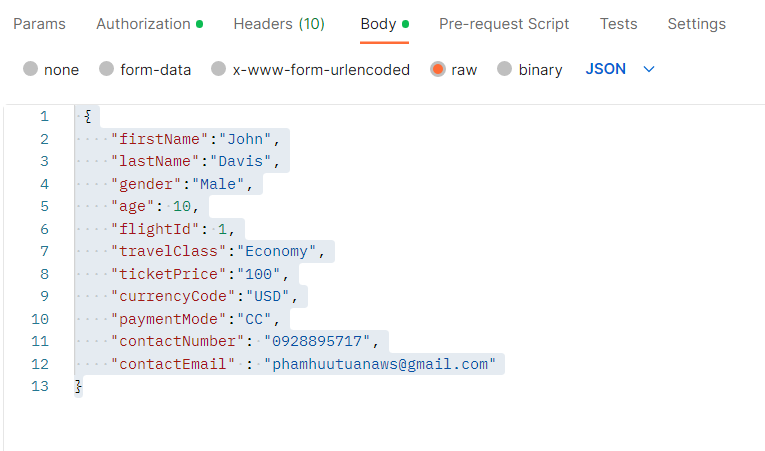 Params Authorization Headers (10) Body Pre-request Script Tests Settings
none form-data x-www-form-urlencoded raw binary JSON
1 {
2 "firstName":"John",
3 "lastName":"Davis",
4 "gender":"Male",
5 "age": 10,
6 "flightId": 1,
7 "travelClass":"Economy",
8 "ticketPrice":"100",
9 "currencyCode":"USD",
10 "paymentMode":"CC",
11 "contactNumber": "0928895717",
12 "contactEmail" : "phamhuutuanaws@gmail.com"
13 }